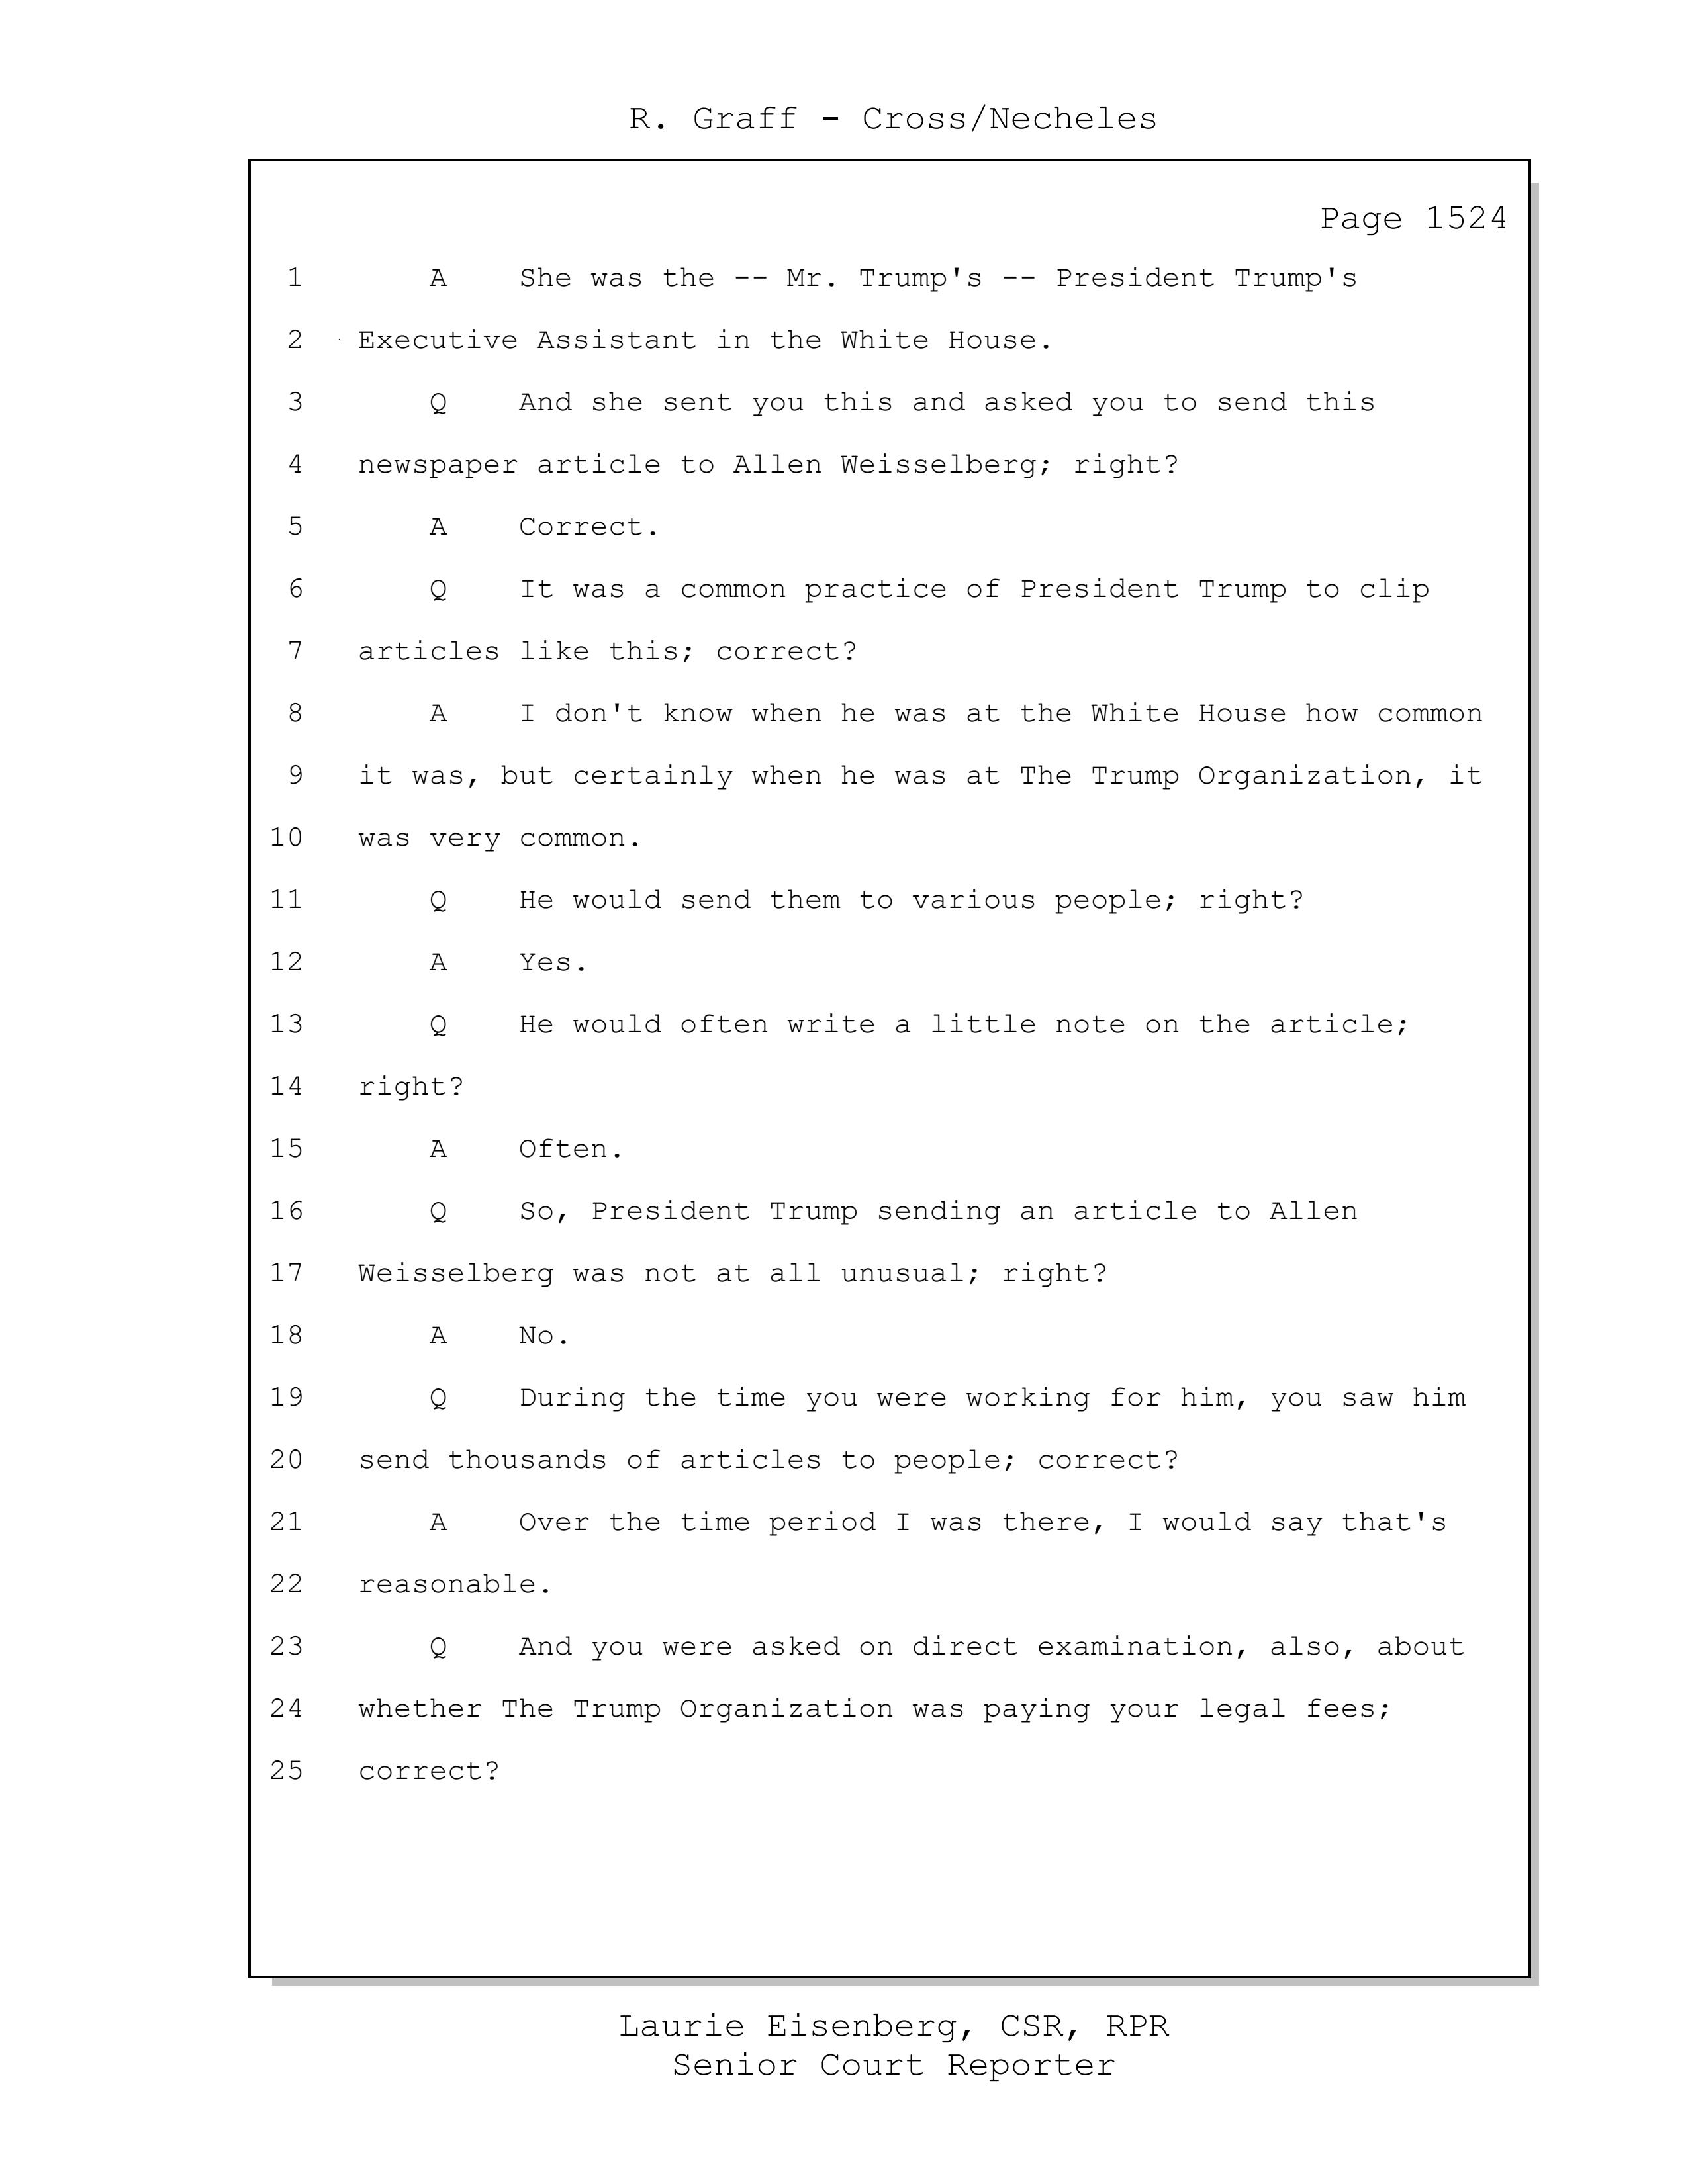 R. Graff - Cross/Necheles
Page 1524
1 A She was the -- Mr. Trump's -- President Trump's
2 Executive Assistant in the White House.
3 Q And she sent you this and asked you to send this
4 newspaper article to Allen Weisselberg; right?
5 A Correct.
6 Q It was a common practice of President Trump to clip
7 articles like this; correct?
8 A I don't know when he was at the White House how common
9 it was, but certainly when he was at The Trump Organization, it
10 was very common.
11 Q He would send them to various people; right?
12 A Yes.
13 Q He would often write a little note on the article;
14 right?
15 A Often.
16 Q So, President Trump sending an article to Allen
17 Weisselberg was not at all unusual; right?
18 A No.
19 Q During the time you were working for him, you saw him
20 send thousands of articles to people; correct?
21 A Over the time period I was there, I would say that's
22 reasonable.
23 Q And you were asked on direct examination, also, about
24 whether The Trump Organization was paying your legal fees;
25 correct?
Laurie Eisenberg, CSR, RPR
Senior Court Reporter